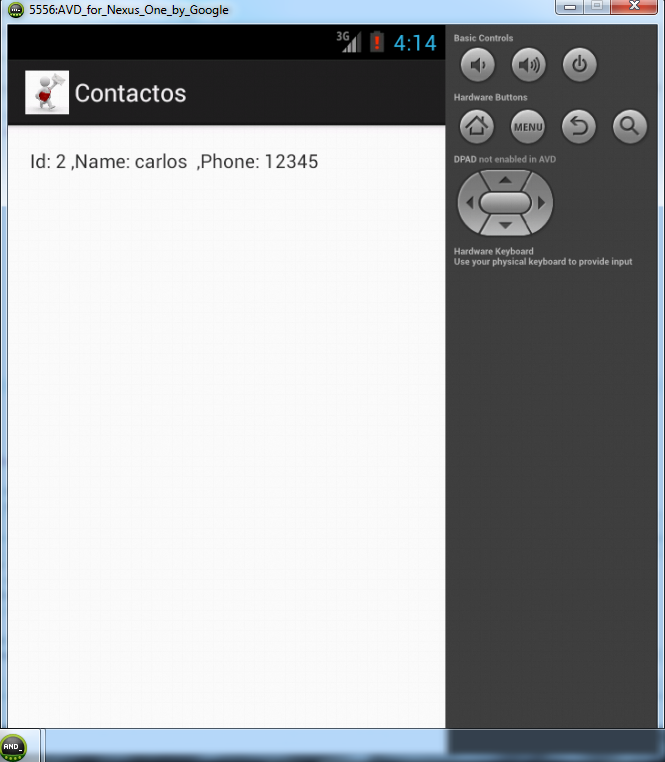 5556:AVD_for_Nexus_One_by_Google
3G 4:14
Contactos
Id: 2 ,Name: carlos  ,Phone: 12345
Basic Controls
Hardware Buttons
MENU
DPAD not enabled in AVD
Hardware Keyboard
Use your physical keyboard to provide input
AND_